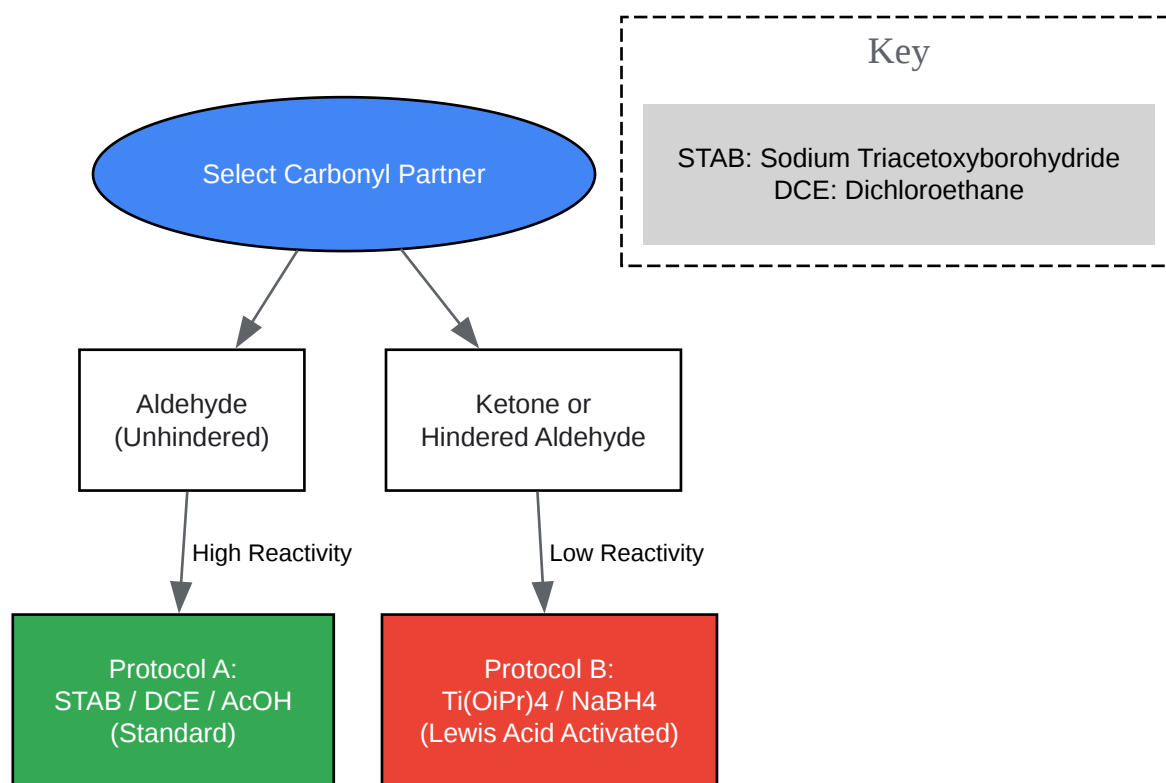 Key
STAB: Sodium Triacetoxyborohydride
DCE: Dichloroethane
Select Carbonyl Partner
Aldehyde
(Unhindered)
Ketone or
Hindered Aldehyde
High Reactivity
Low Reactivity
Protocol A:
STAB / DCE / AcOH
(Standard)
Protocol B:
Ti(OiPr)4 / NaBH4
(Lewis Acid Activated)